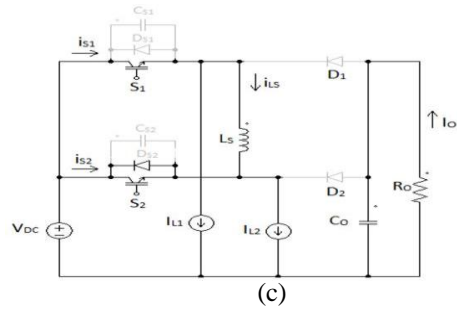 CS1
iS1
DS1
S1
D1
iLS
IO
LS
CS2
iS2
DS2
S2
D2
RO
VDC
IL1
IL2
CO
(c)